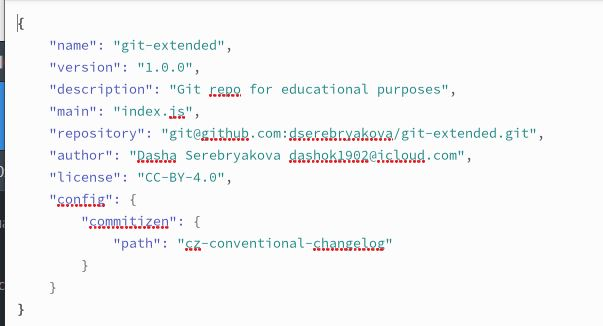 {
"name": "git-extended",
"version": "1.0.0",
"description": "Git repo for educational purposes",
"main": "index.js",
"repository": "git@github.com:dserebryakova/git-extended.git",
"author": "Dasha Serebryakova dashok1902@icloud.com",
"license": "CC-BY-4.0",
"config": {
"commitizen": {
"path": "cz-conventional-changelog"
}
}
}